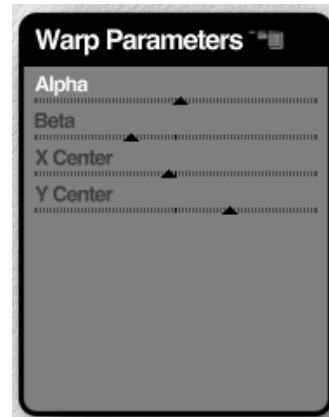 Warp Parameters
Alpha
Beta
X Center
Y Center